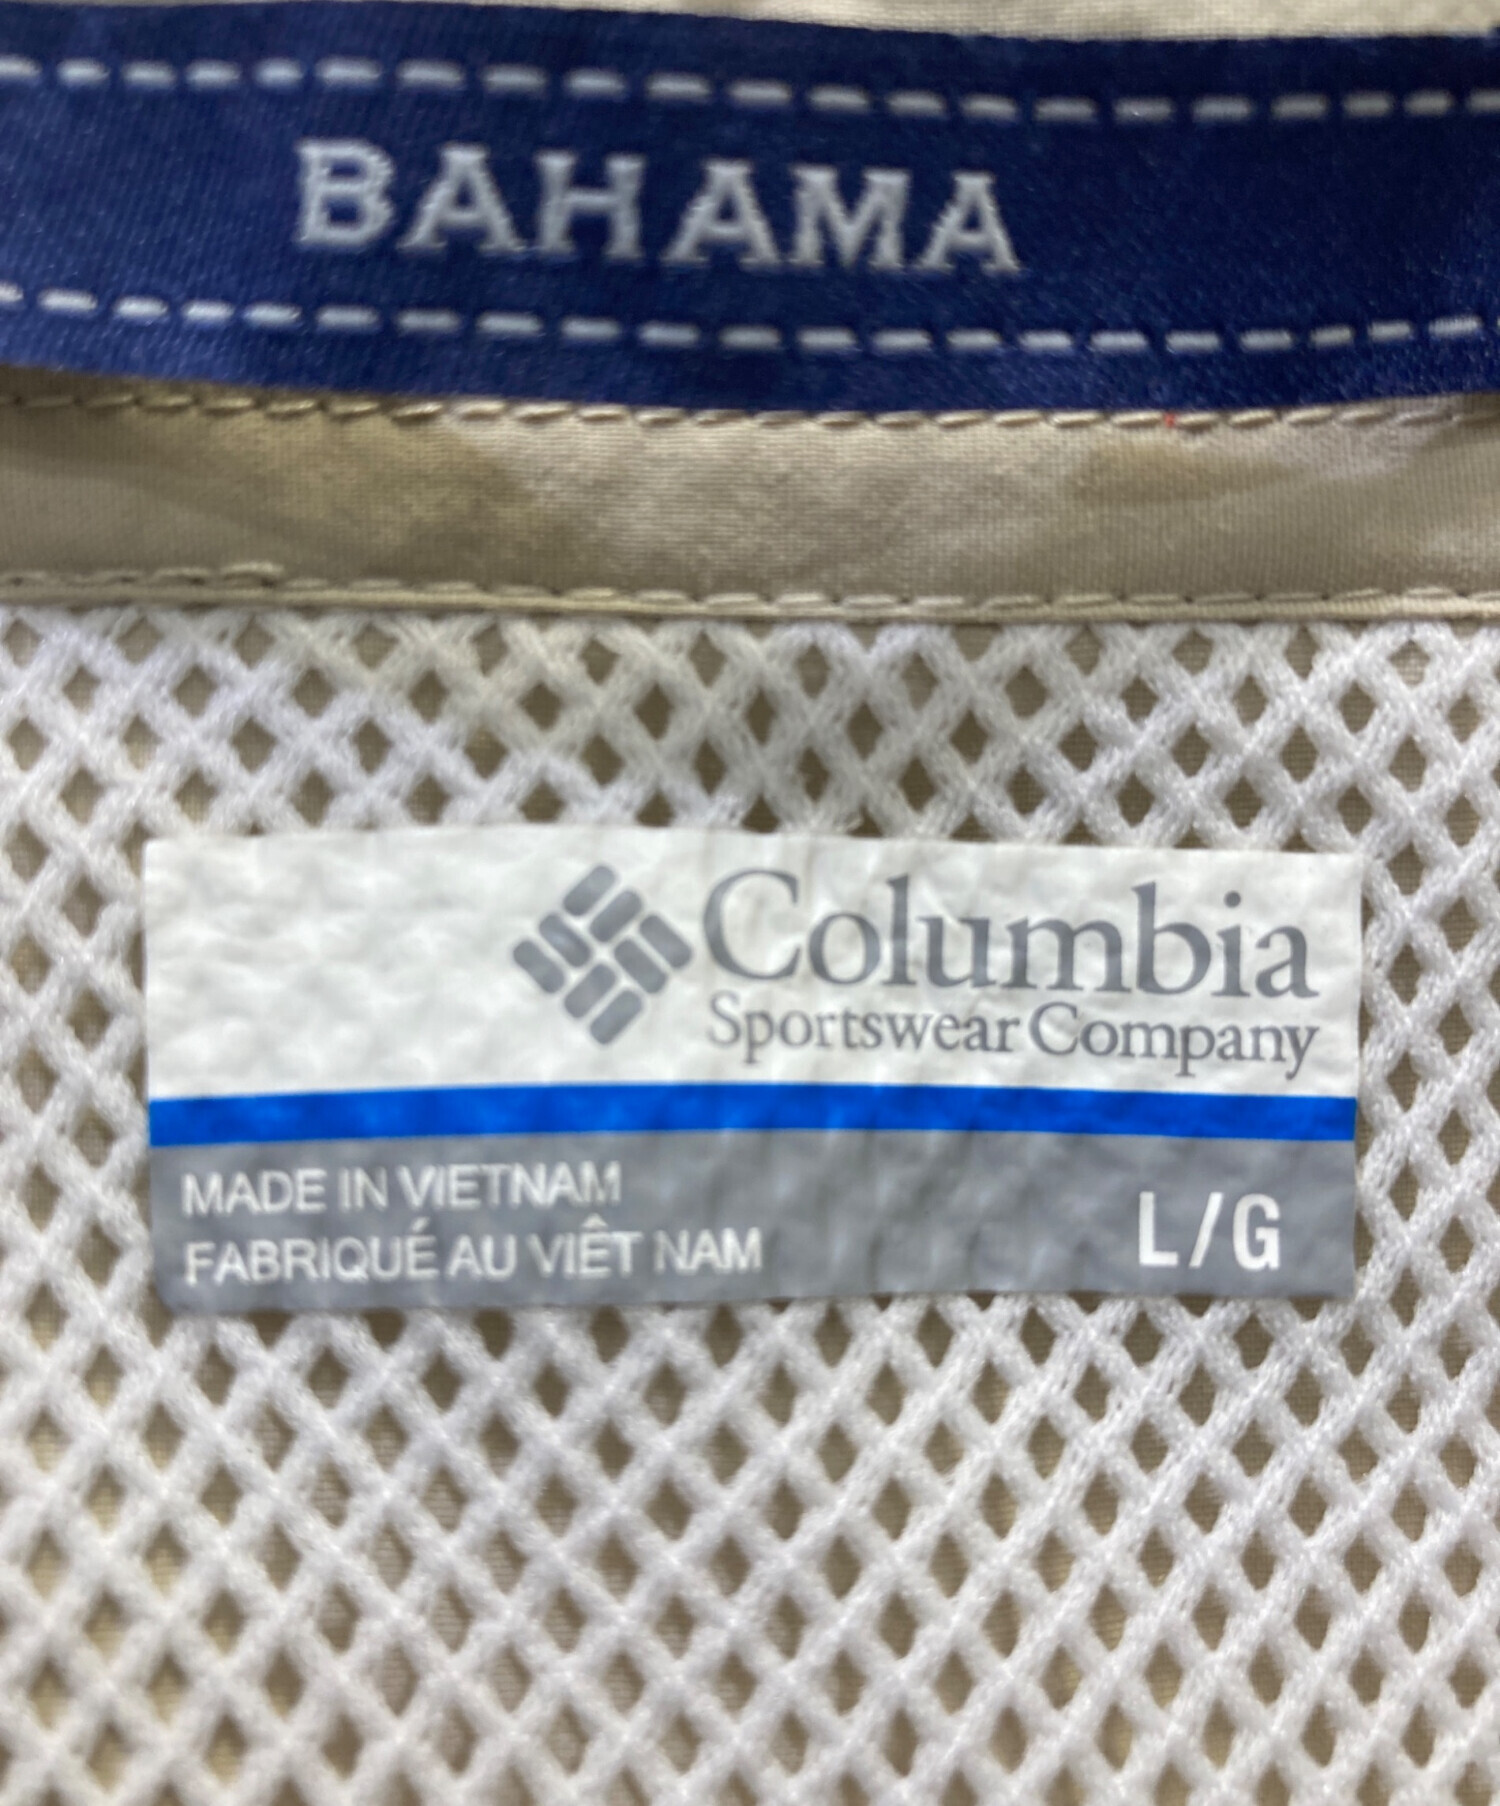 BAHAMA
Columbia
Sportswear Company
MADE IN VIETNAM
FABRIQUÉ AU VIÊT NAM
L/G